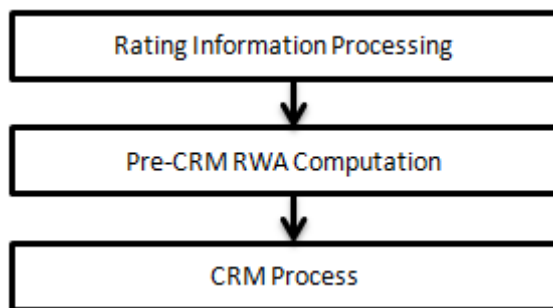 Rating Information Processing
Pre-CRM RWA Computation
CRM Process